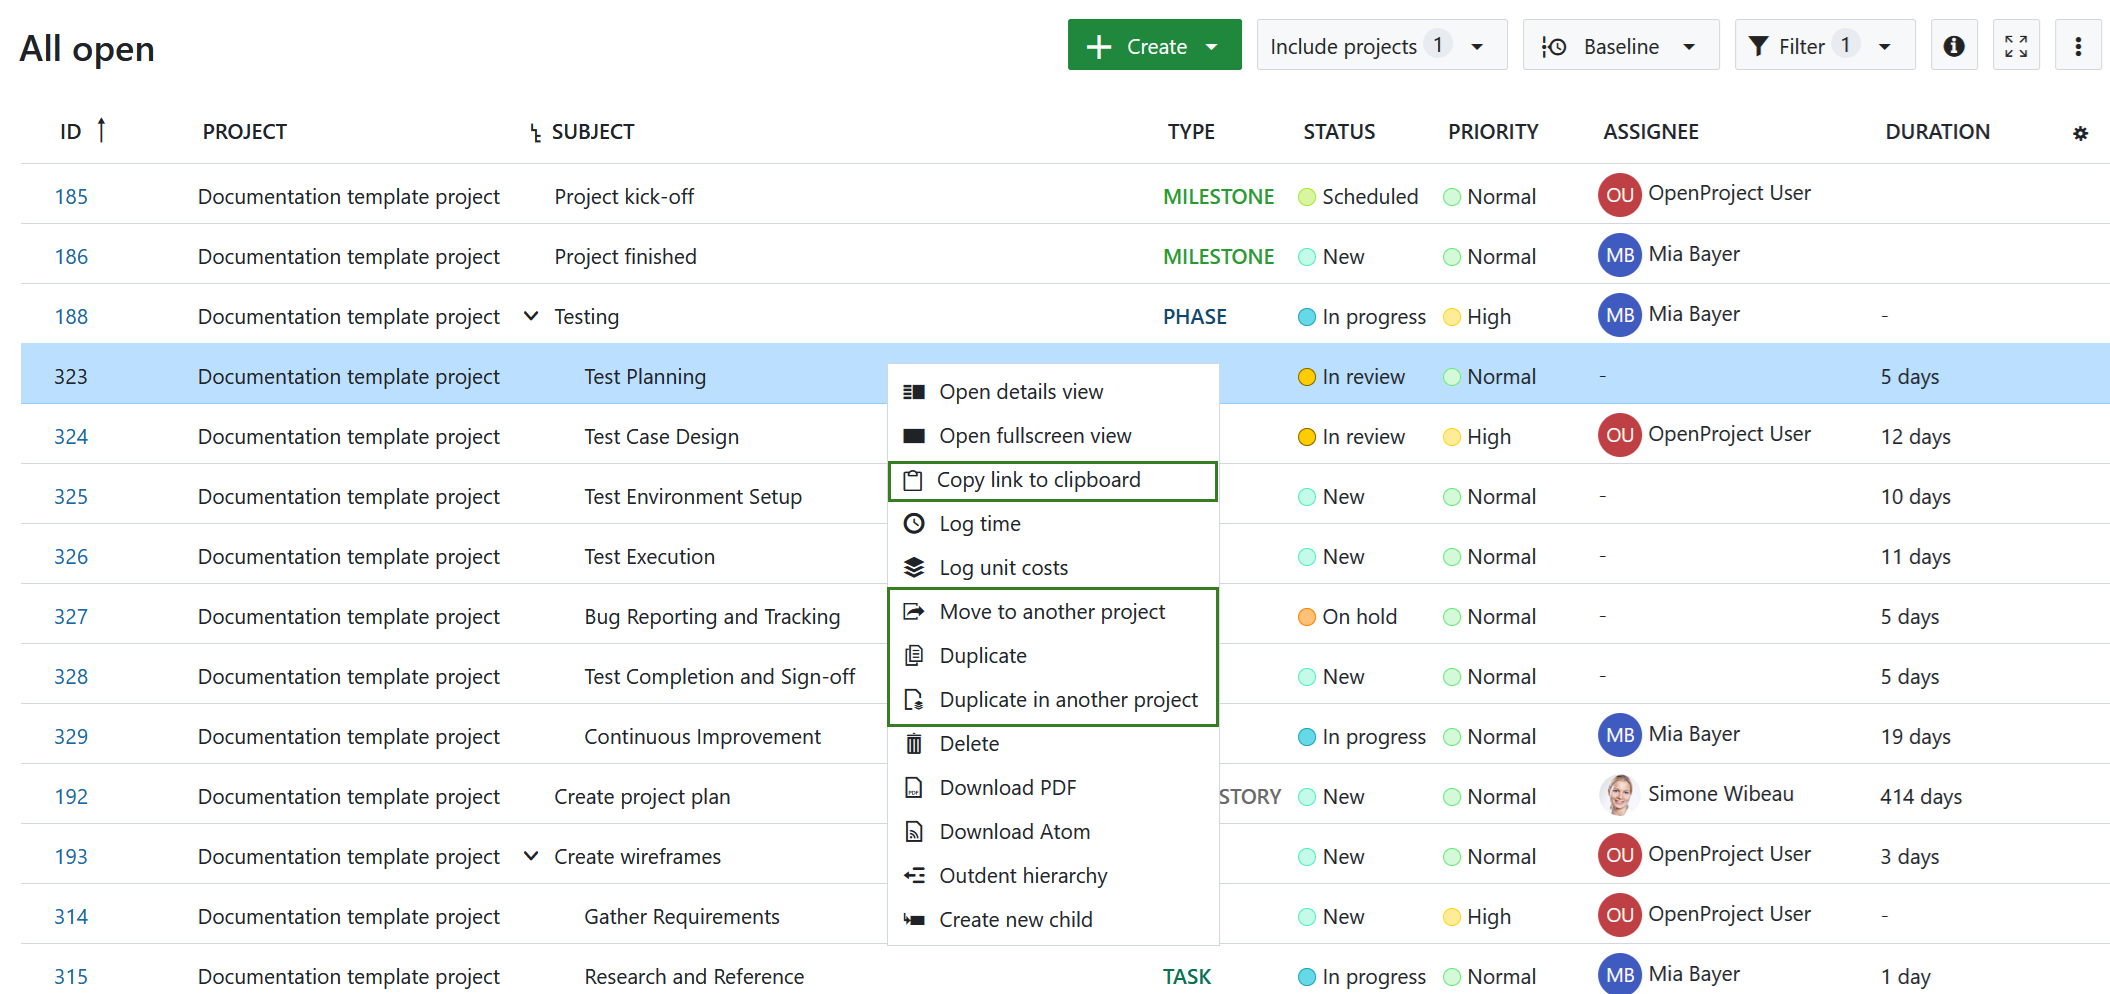 All open
Create
Include projects 1
Baseline
Filter 1
ID PROJECT SUBJECT TYPE STATUS PRIORITY ASSIGNEE DURATION
185 Documentation template project Project kick-off MILESTONE Scheduled Normal OU OpenProject User
186 Documentation template project Project finished MILESTONE New Normal MB Mia Bayer
188 Documentation template project Testing PHASE In progress High MB Mia Bayer -
323 Documentation template project Test Planning In review Normal - 5 days
324 Documentation template project Test Case Design In review High OU OpenProject User 12 days
325 Documentation template project Test Environment Setup New Normal - 10 days
326 Documentation template project Test Execution New Normal - 11 days
327 Documentation template project Bug Reporting and Tracking On hold Normal - 5 days
328 Documentation template project Test Completion and Sign-off New Normal - 5 days
329 Documentation template project Continuous Improvement In progress Normal MB Mia Bayer 19 days
192 Documentation template project Create project plan STORY New Normal Simone Wibeau 414 days
193 Documentation template project Create wireframes New Normal OU OpenProject User 3 days
314 Documentation template project Gather Requirements New High OU OpenProject User -
315 Documentation template project Research and Reference TASK In progress Normal MB Mia Bayer 1 day
Open details view
Open fullscreen view
Copy link to clipboard
Log time
Log unit costs
Move to another project
Duplicate
Duplicate in another project
Delete
PDF Download PDF
Download Atom
Outdent hierarchy
Create new child